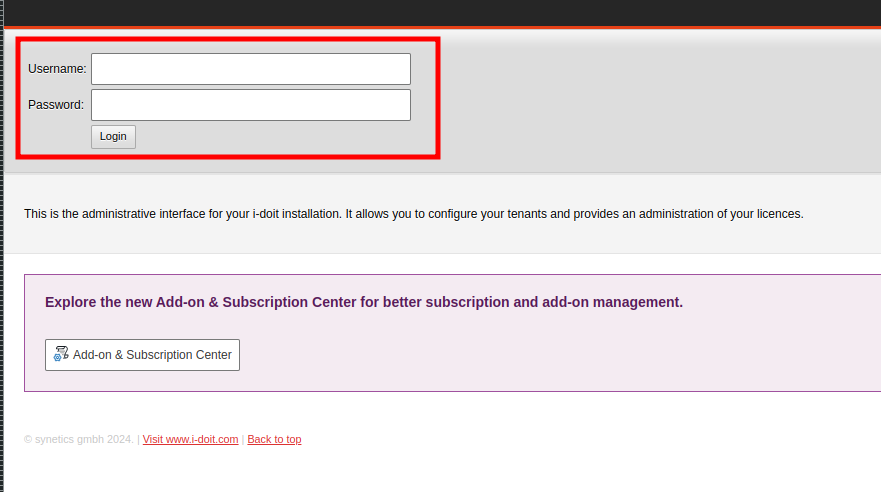 Username:
Password:
Login
This is the administrative interface for your i-doit installation. It allows you to configure your tenants and provides an administration of your licences.
Explore the new Add-on & Subscription Center for better subscription and add-on management.
Add-on & Subscription Center
© synetics gmbh 2024. | Visit www.i-doit.com | Back to top